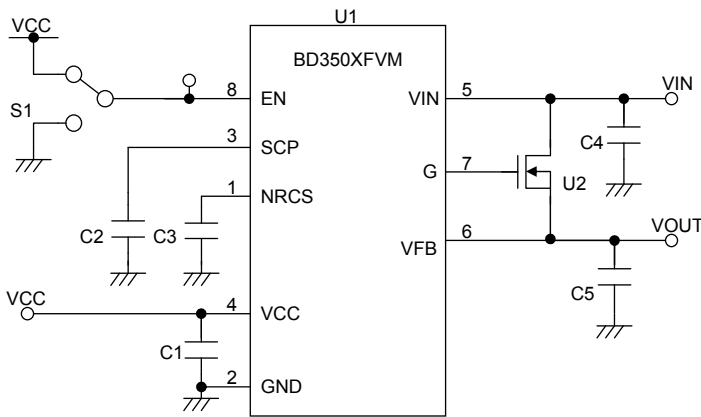 U1
VCC
BD350XFVM
S1
8
EN
3
SCP
1
NRCS
C2
C3
VCC
4
VCC
C1
2
GND
VIN
5
VIN
C4
G
7
U2
VFB
6
VOUT
C5